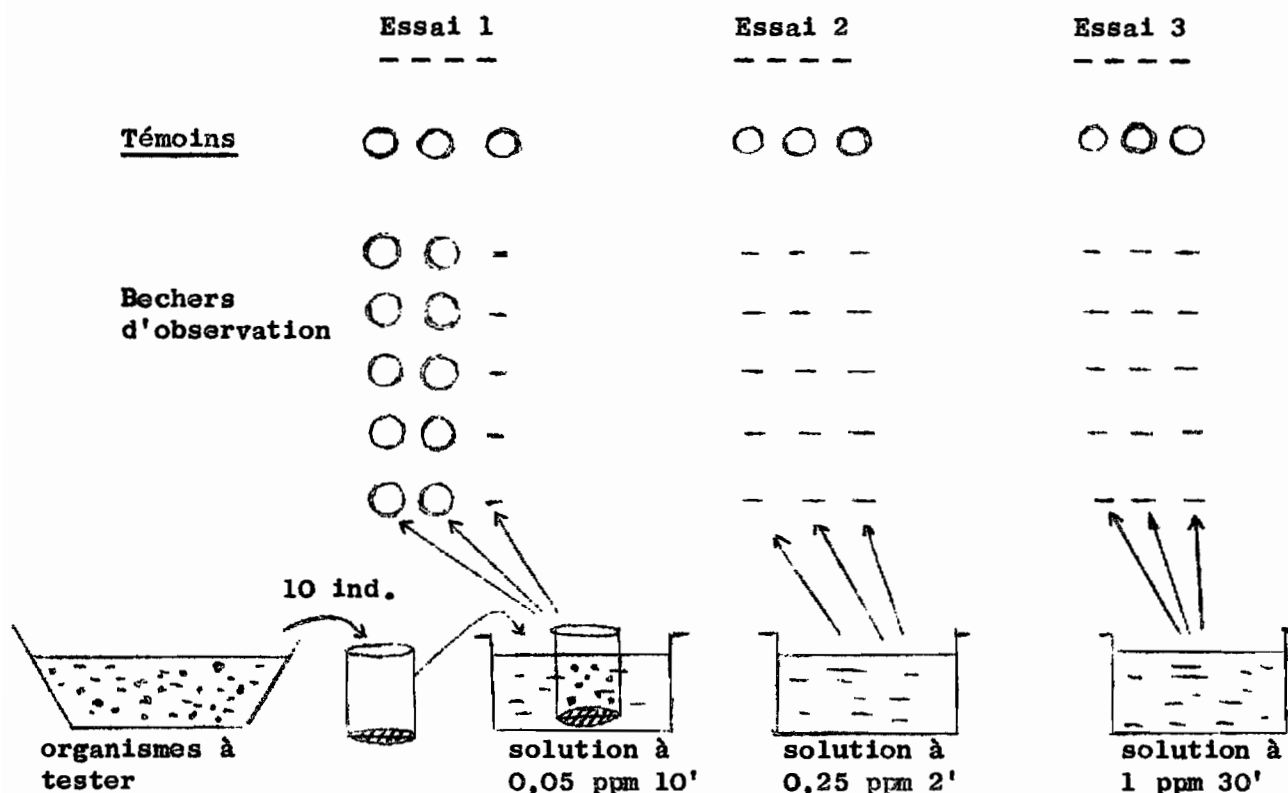 Essai 1
Essai 2
Essai 3
Témoins
Bechers
d'observation
10 ind.
organismes à
tester
solution à
0,05 ppm 10'
solution à
0,25 ppm 2'
solution à
1 ppm 30'